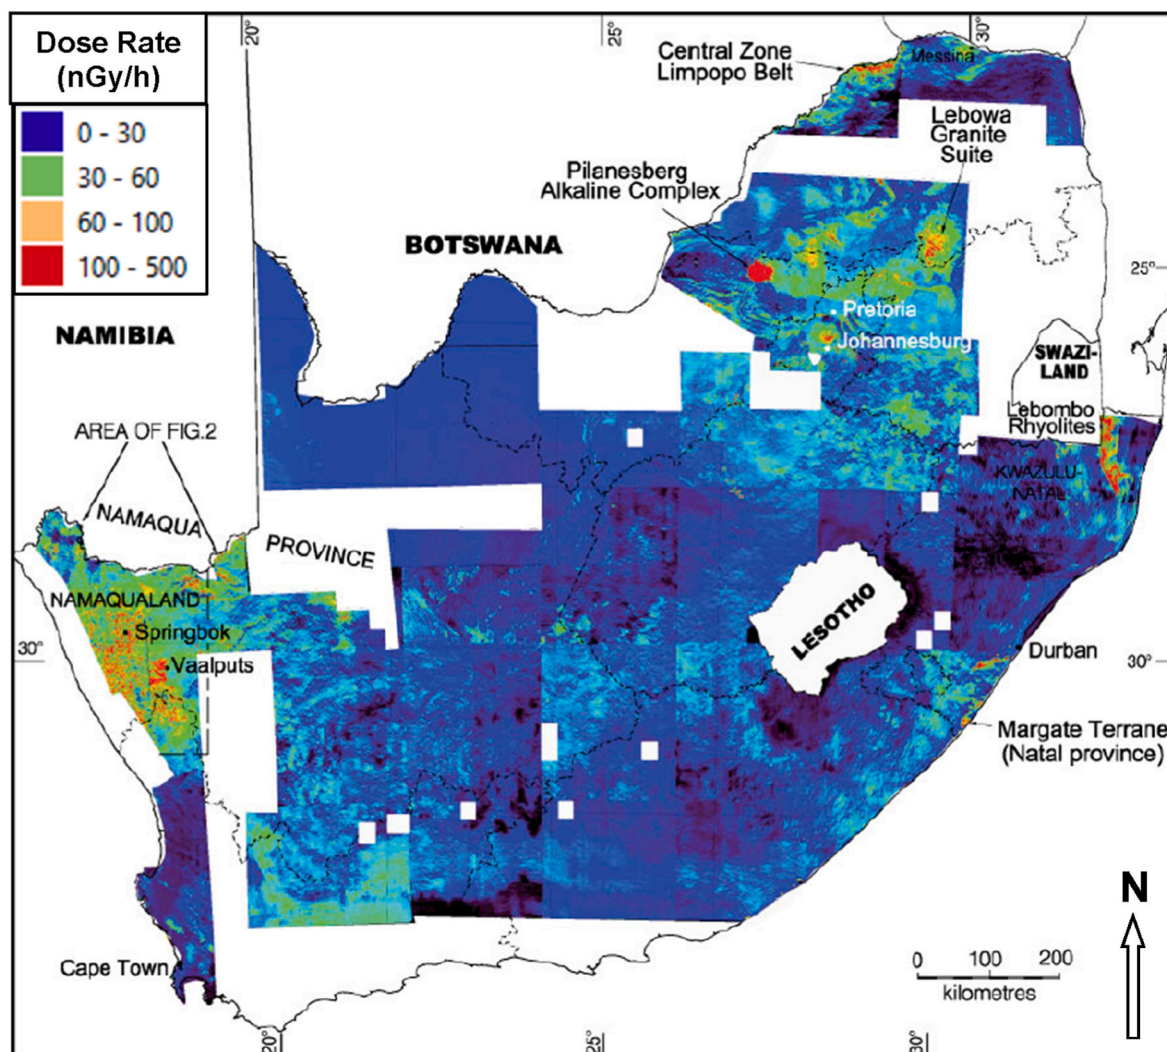 Dose Rate
(nGy/h)
0 - 30
30 - 60
60 - 100
100 - 500
20°
25°
30°
Central Zone
Limpopo Belt
Messina
Lebowa
Granite
Suite
Pilanesberg
Alkaline Complex
BOTSWANA
25°
NAMIBIA
Pretoria
Johannesburg
SWAZI-
LAND
Lebombo
Rhyolites
AREA OF FIG.2
KWAZULU-
NATAL
NAMAQUA
PROVINCE
NAMAQUALAND
Springbok
LESOTHO
30°
Vaalputs
Durban
30°
Margate Terrane
(Natal province)
N
Cape Town
0 100 200
kilometres
20°
25°
30°